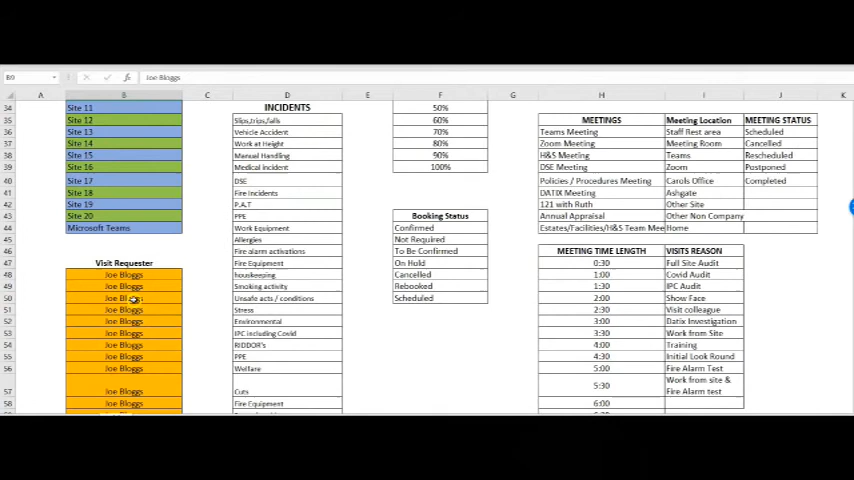 B9 fx Joe Bloggs
A B C D E F G H I J K
34 Site 11 INCIDENTS 50%
35 Site 12 Slips,trips/falls 60% MEETINGS Meeting Location MEETING STATUS
36 Site 13 Vehicle Accident 70% Teams Meeting Staff Rest area Scheduled
37 Site 14 Work at Height 80% Zoom Meeting Meeting Room Cancelled
38 Site 15 Manual Handling 90% H&S Meeting Teams Rescheduled
39 Site 16 Medical incident 100% DSE Meeting Zoom Postponed
40 Site 17 DSE Policies / Procedures Meeting Carols Office Completed
41 Site 18 Fire Incidents DATIX Meeting Ashgate
42 Site 19 P.A.T 121 with Ruth Other Site
43 Site 20 PPE Booking Status Annual Appraisal Other Non Company
44 Microsoft Teams Work Equipment Confirmed Estates/Facilities/H&S Team Mee Home
45 Allergies Not Required
46 Fire alarm activations To Be Confirmed MEETING TIME LENGTH VISITS REASON
47 Visit Requester Fire Equipment On Hold 0:30 Full Site Audit
48 Joe Bloggs houskeeping Cancelled 1:00 Covid Audit
49 Joe Bloggs Smoking activity Rebooked 1:30 IPC Audit
50 Joe Bloggs Unsafe acts / conditions Scheduled 2:00 Show Face
51 Joe Bloggs Stress 2:30 Visit colleague
52 Joe Bloggs Environmental 3:00 Datix Investigation
53 Joe Bloggs IPC including Covid 3:30 Work from Site
54 Joe Bloggs RIDDOR's 4:00 Training
55 Joe Bloggs PPE 4:30 Initial Look Round
56 Joe Bloggs Welfare 5:00 Fire Alarm Test
57 Joe Bloggs Cuts 5:30 Work from site &
Fire Alarm test
58 Joe Bloggs Fire Equipment 6:00